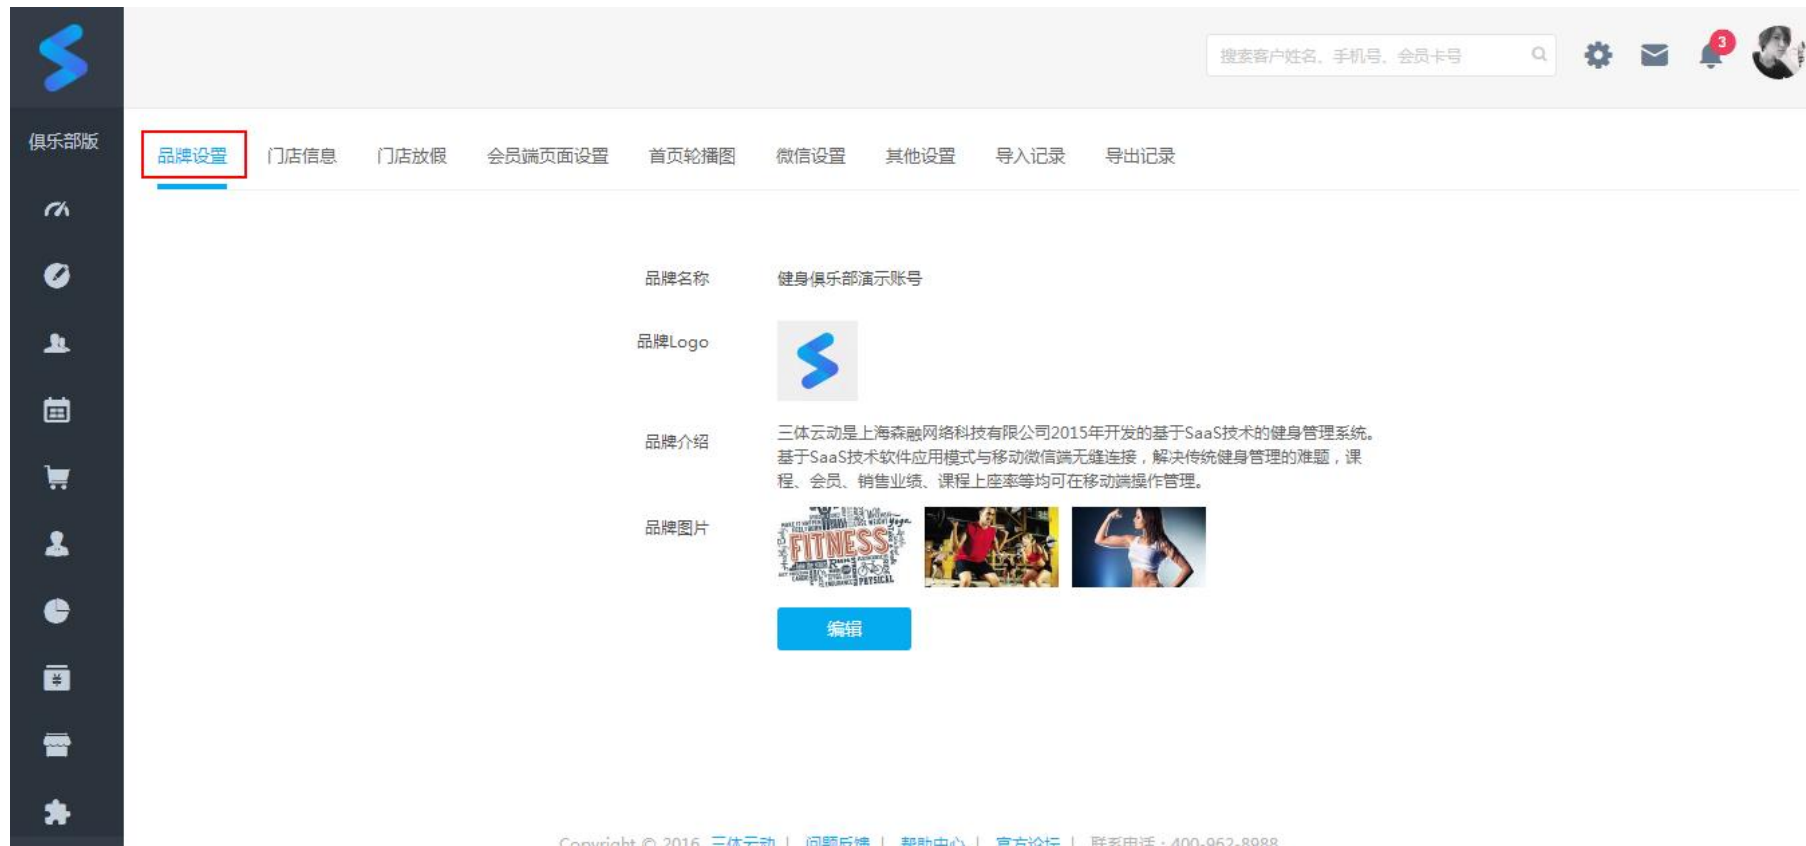 搜索客户姓名、手机号、会员卡号
3
俱乐部版
品牌设置 门店信息 门店放假 会员端页面设置 首页轮播图 微信设置 其他设置 导入记录 导出记录
品牌名称 健身俱乐部演示账号
品牌Logo
品牌介绍 三体云动是上海森融网络科技有限公司2015年开发的基于SaaS技术的健身管理系统。
基于SaaS技术软件应用模式与移动微信端无缝连接，解决传统健身管理的难题，课
程、会员、销售业绩、课程上座率等均可在移动端操作管理。
品牌图片
FITNESS
PHYSICAL
编辑
Copyright © 2016 三体云动 | 问题反馈 | 帮助中心 | 官方论坛 | 联系电话：400-962-8988